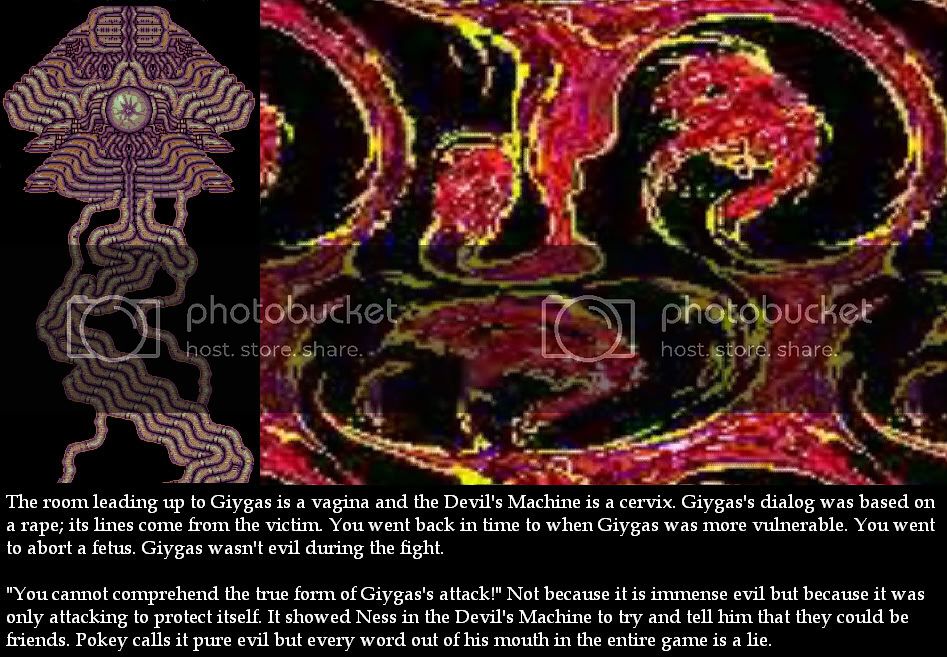 photobucket
host. store. share.
photobucket
host. store. share.
The room leading up to Giygas is a vagina and the Devil's Machine is a cervix. Giygas's dialog was based on
a rape; its lines come from the victim. You went back in time to when Giygas was more vulnerable. You went
to abort a fetus. Giygas wasn't evil during the fight.
"You cannot comprehend the true form of Giygas's attack!" Not because it is immense evil but because it was
only attacking to protect itself. It showed Ness in the Devil's Machine to try and tell him that they could be
friends. Pokey calls it pure evil but every word out of his mouth in the entire game is a lie.